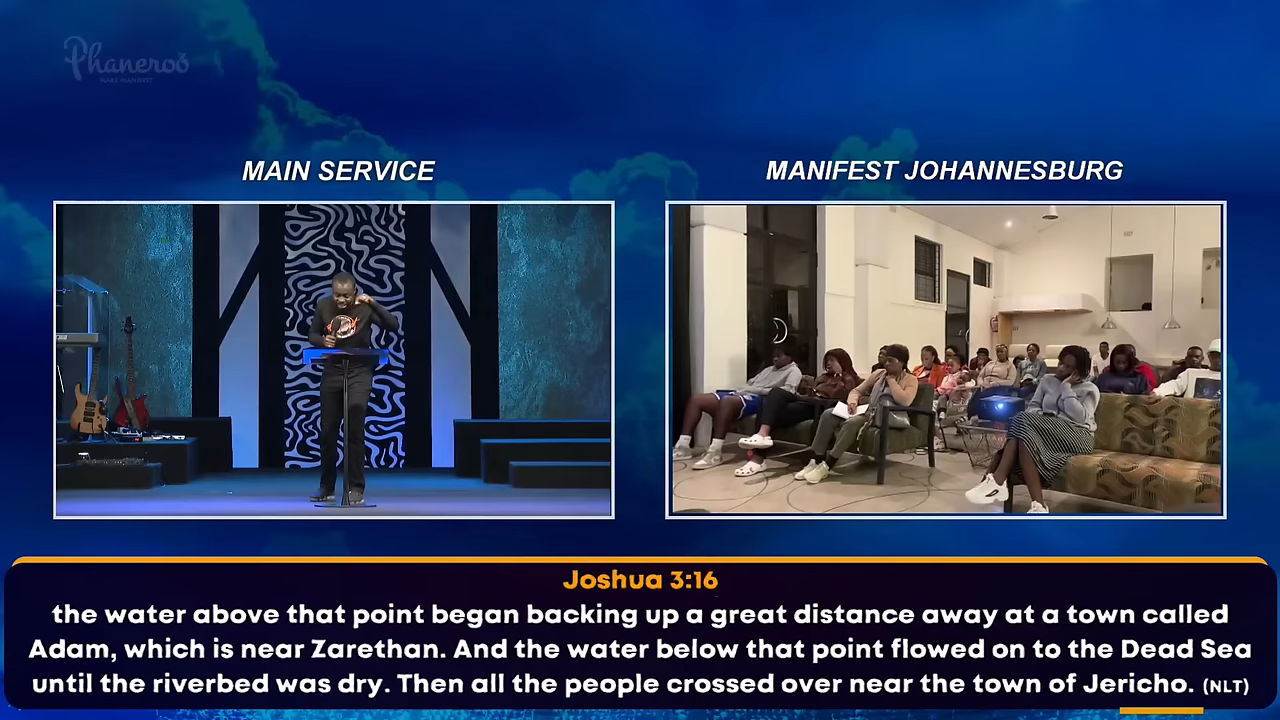 Phaneroo
MAKE MANIFEST
MAIN SERVICE
MANIFEST JOHANNESBURG
Joshua 3:16
the water above that point began backing up a great distance away at a town called
Adam, which is near Zarethan. And the water below that point flowed on to the Dead Sea
until the riverbed was dry. Then all the people crossed over near the town of Jericho. (NLT)